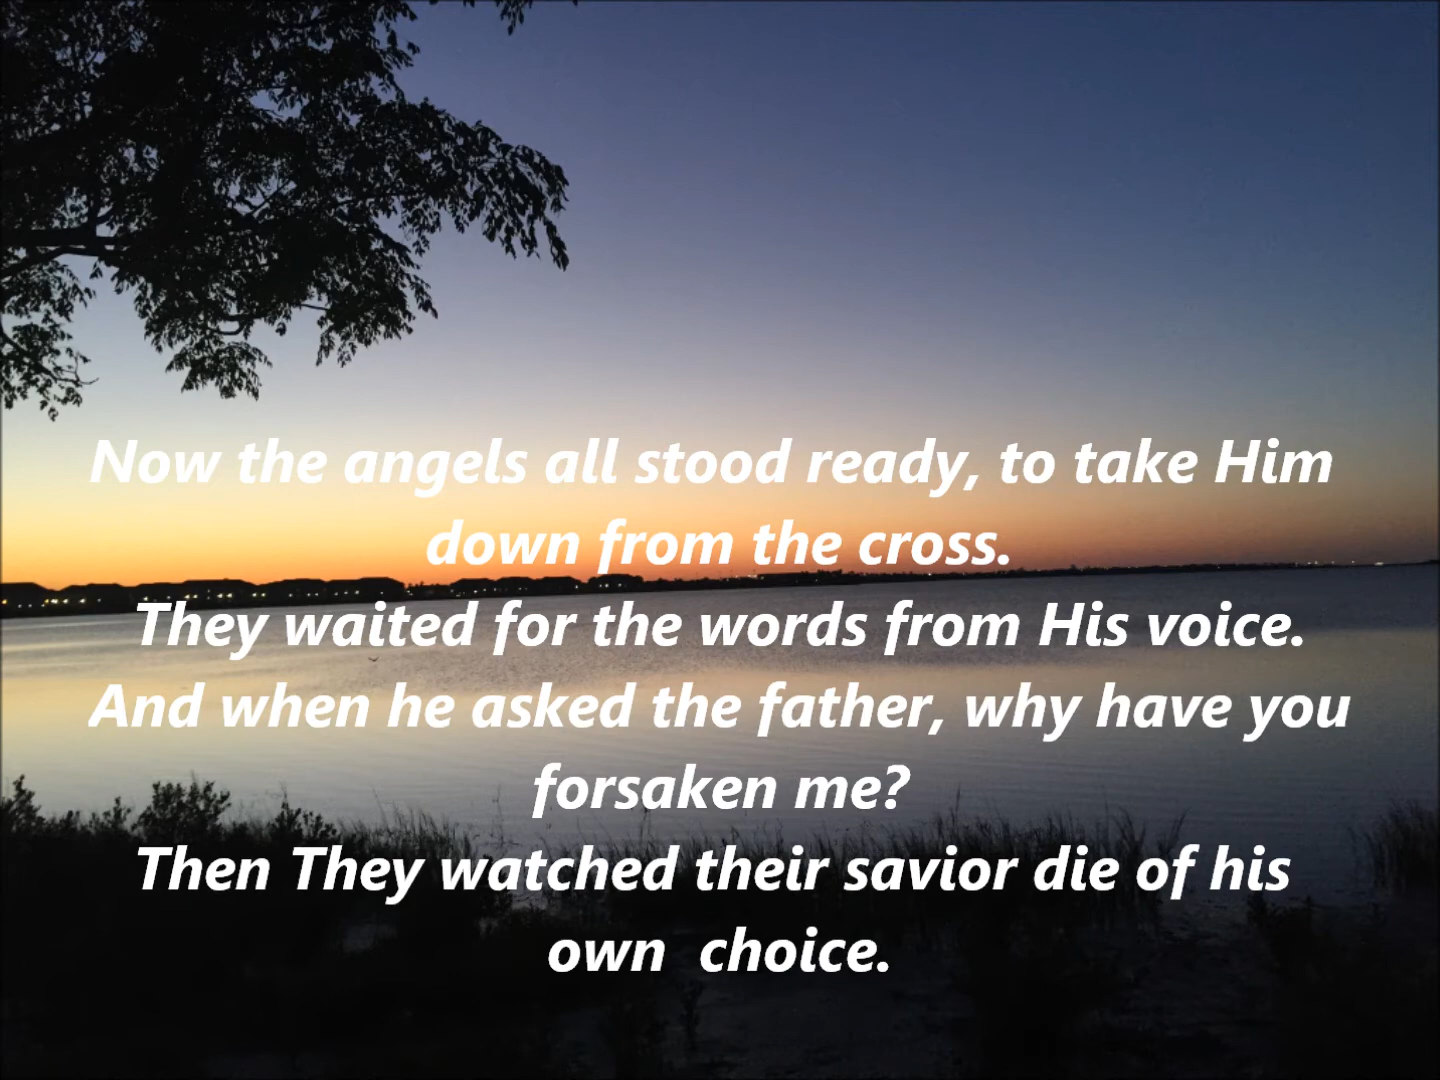 Now the angels all stood ready, to take Him
down from the cross.
They waited for the words from His voice.
And when he asked the father, why have you
forsaken me?
Then They watched their savior die of his
own  choice.